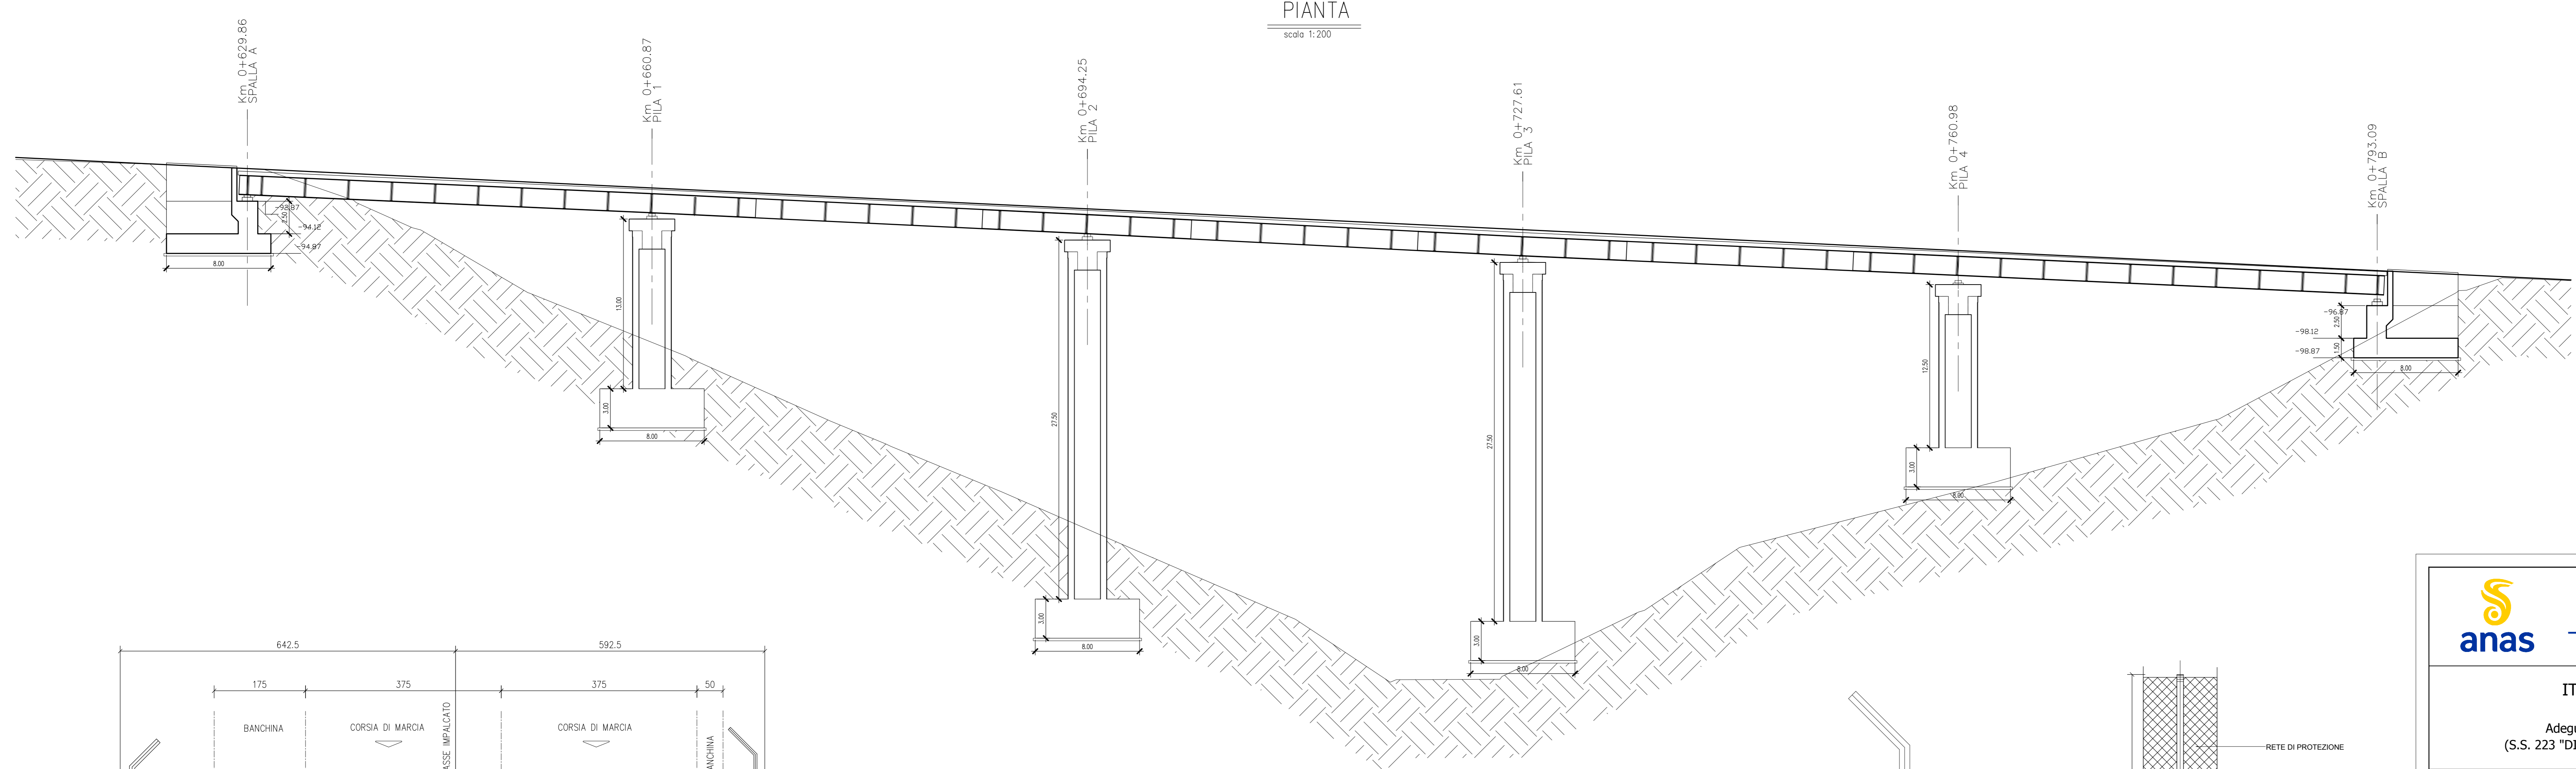 PIANTA
scala 1:200
Km 0+629.86
SPALLA A
Km 0+660.87
PILA 1
Km 0+694.25
PILA 2
Km 0+727.61
PILA 3
Km 0+760.98
PILA 4
Km 0+793.09
SPALLA B
-92.87
2.50
-94.12
-94.87
8.00
13.00
3.00
8.00
27.50
3.00
8.00
27.50
3.00
8.00
12.50
3.00
8.00
-96.87
2.50
-98.12
1.50
-98.87
8.00
642.5
592.5
175
375
375
50
BANCHINA
CORSIA DI MARCIA
ASSE IMPALCATO
CORSIA DI MARCIA
ANCHINA
RETE DI PROTEZIONE
anas
IT
Adeg
(S.S. 223 "DI